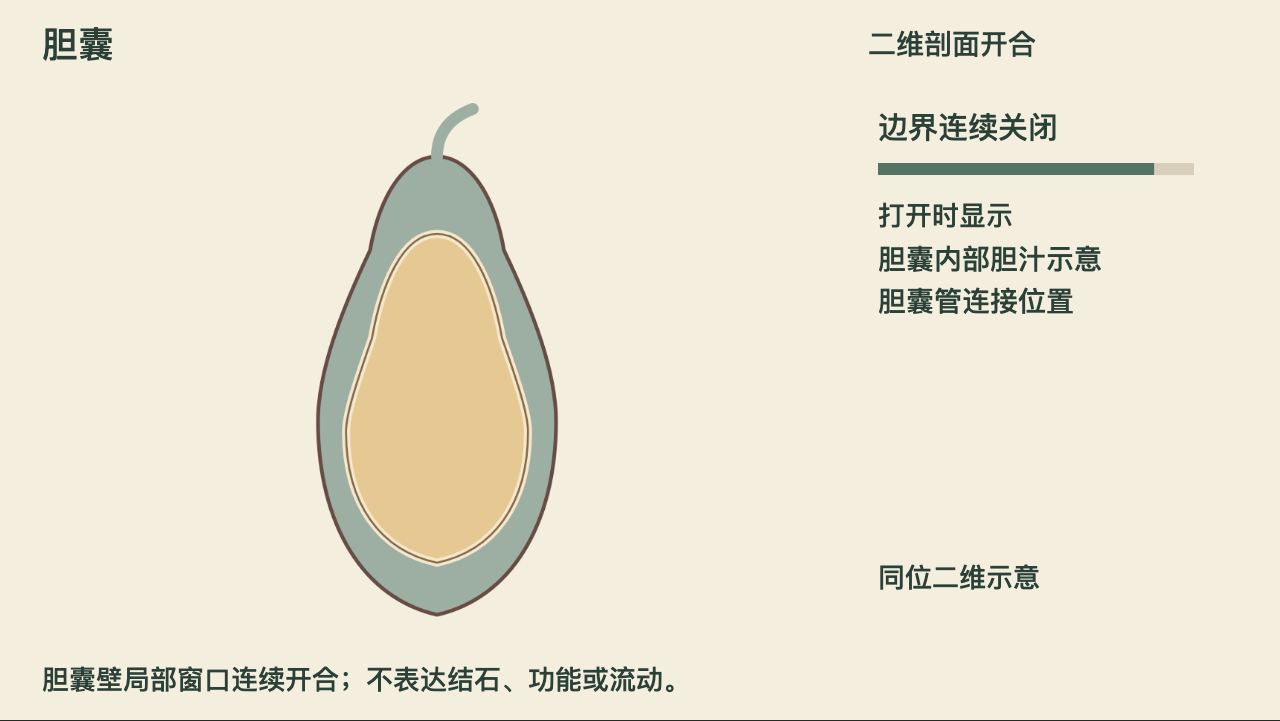 胆囊
二维剖面开合
边界连续关闭
打开时显示
胆囊内部胆汁示意
胆囊管连接位置
同位二维示意
胆囊壁局部窗口连续开合；不表达结石、功能或流动。